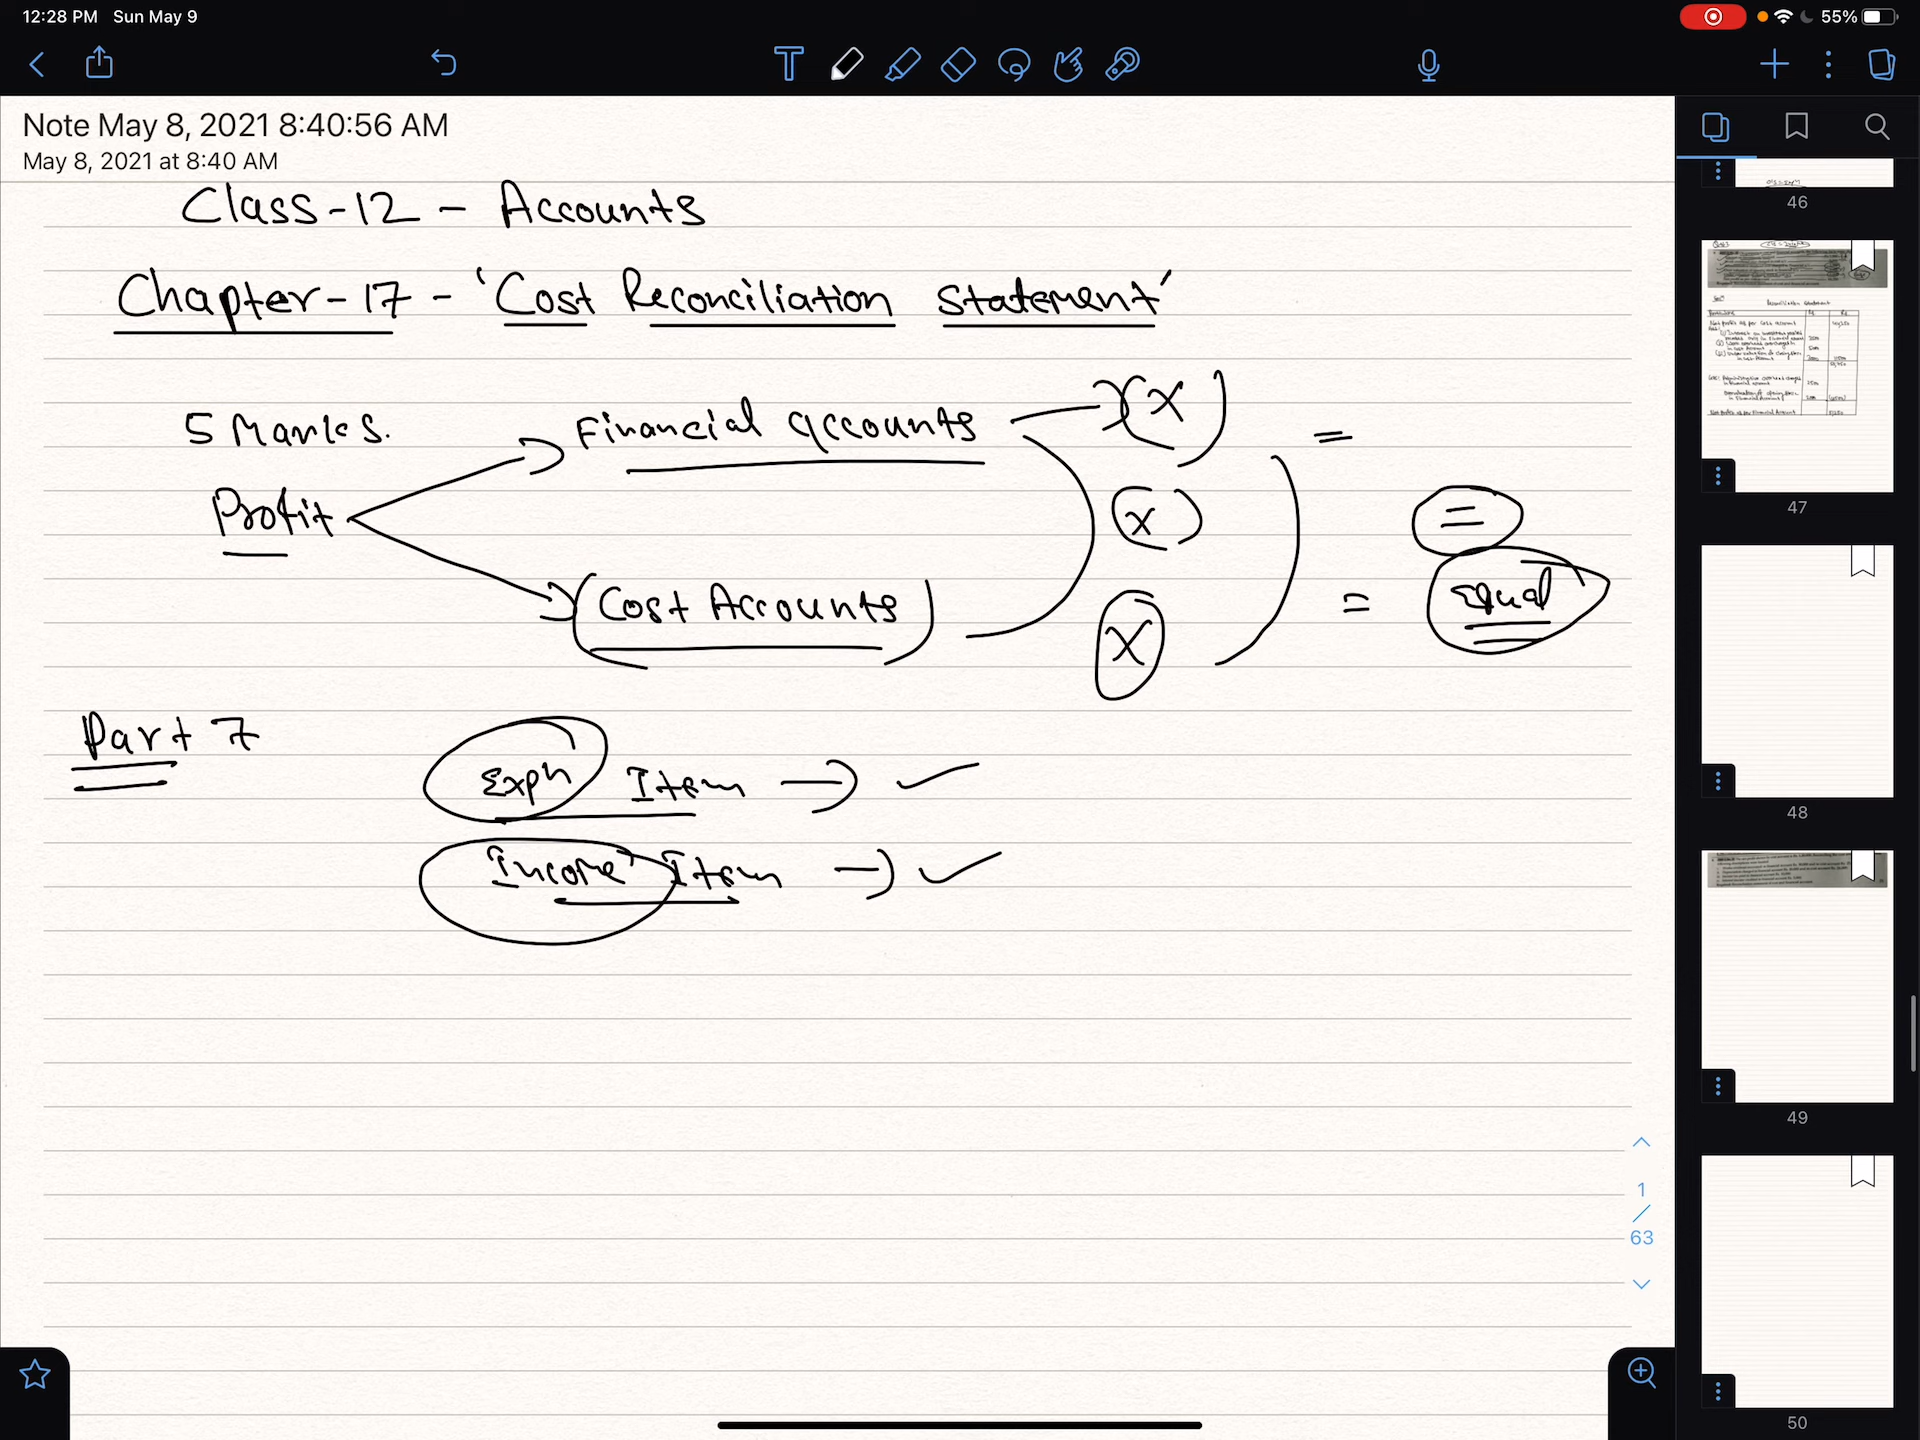 12:28 PM Sun May 9
55%
Note May 8, 2021 8:40:56 AM
May 8, 2021 at 8:40 AM
Class-12 - Accounts
Chapter-17 - 'Cost Reconciliation Statement'
5 Marks.
Financial accounts → (x) =
Profit
(x) =
(Cost Accounts)
x = Equal
Part 7
Expn Item → ✓
Income Item → ✓
46
47
48
49
50
1
/
63